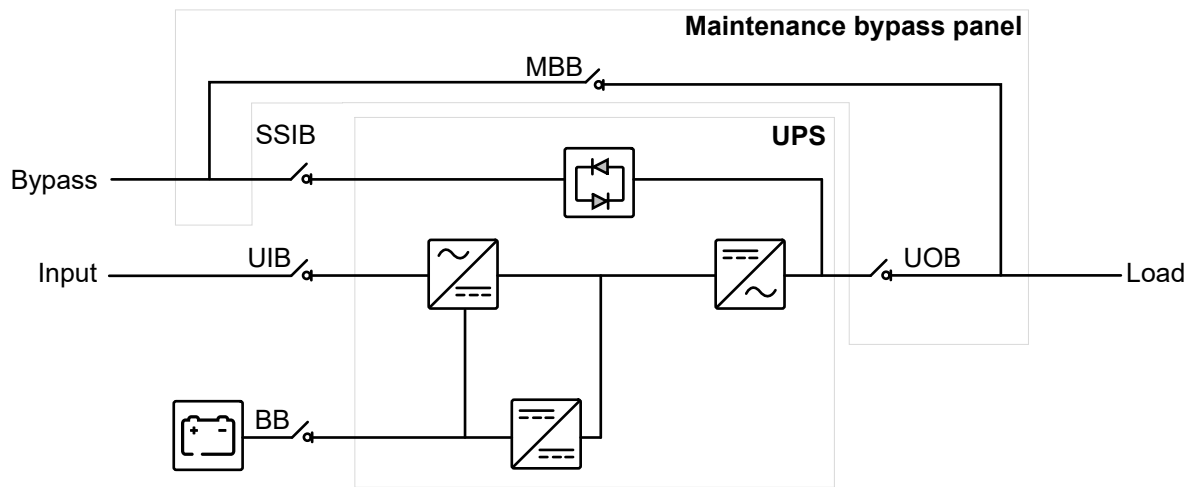 Maintenance bypass panel
MBB
SSIB
UPS
Bypass
UIB
UOB
Input
Load
BB